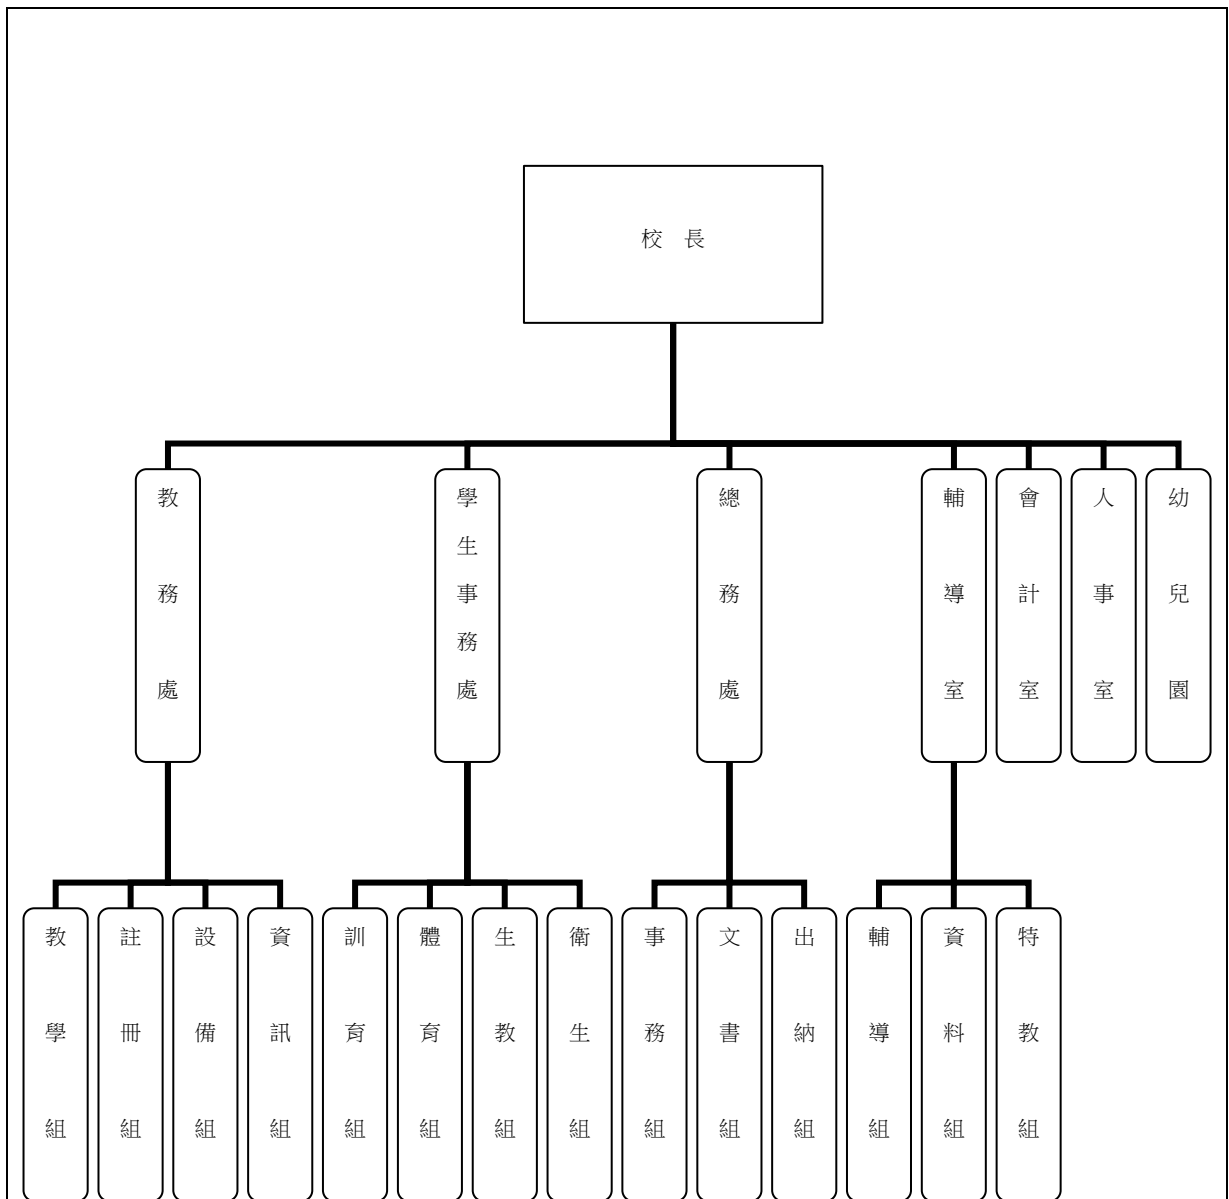 校 長
教務處
學生事務處
總務處
輔導室
會計室
人事室
幼兒園
教學組
註冊組
設備組
資訊組
訓育組
體育組
生教組
衛生組
事務組
文書組
出納組
輔導組
資料組
特教組